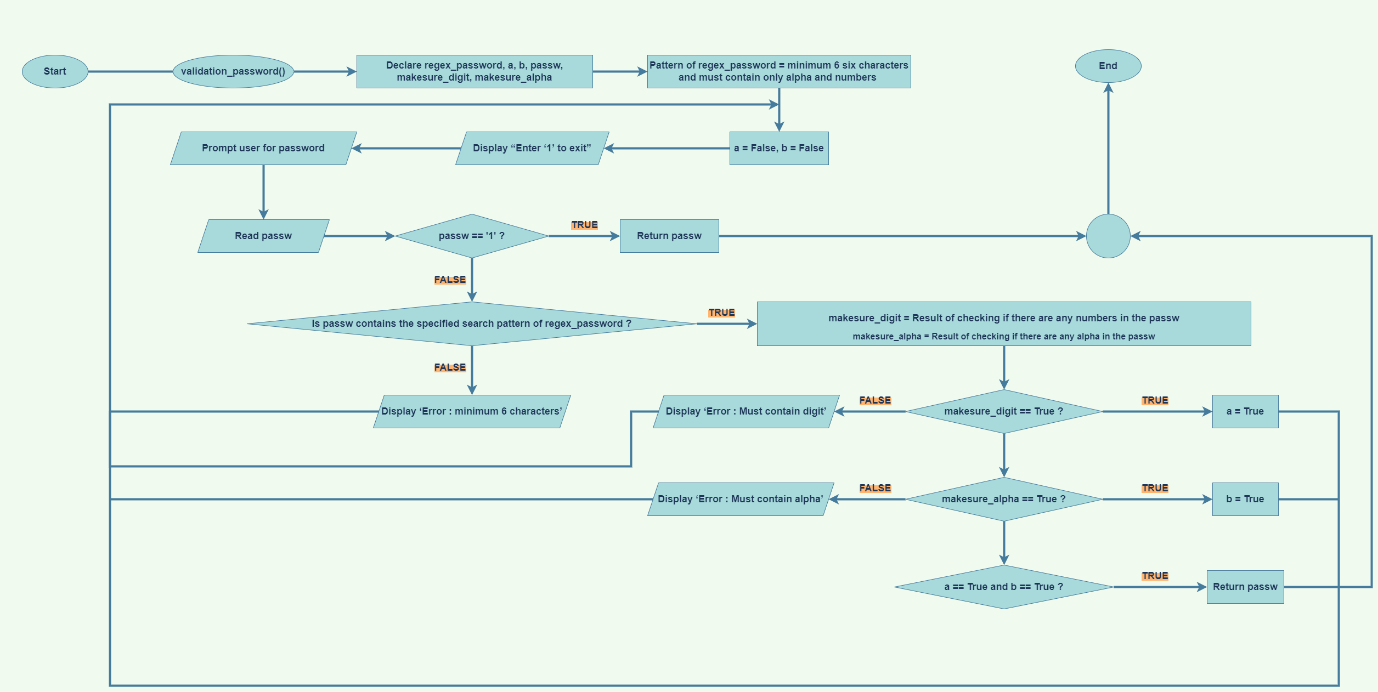 Start
validation_password()
Declare regex_password, a, b, passw,
makesure_digit, makesure_alpha
Pattern of regex_password = minimum 6 six characters
and must contain only alpha and numbers
End
Prompt user for password
Display “Enter ‘1’ to exit”
a = False, b = False
Read passw
passw == '1' ?
TRUE
Return passw
FALSE
Is passw contains the specified search pattern of regex_password ?
TRUE
makesure_digit = Result of checking if there are any numbers in the passw
makesure_alpha = Result of checking if there are any alpha in the passw
FALSE
Display ‘Error : minimum 6 characters’
Display ‘Error : Must contain digit’
FALSE
makesure_digit == True ?
TRUE
a = True
Display ‘Error : Must contain alpha’
FALSE
makesure_alpha == True ?
TRUE
b = True
a == True and b == True ?
TRUE
Return passw